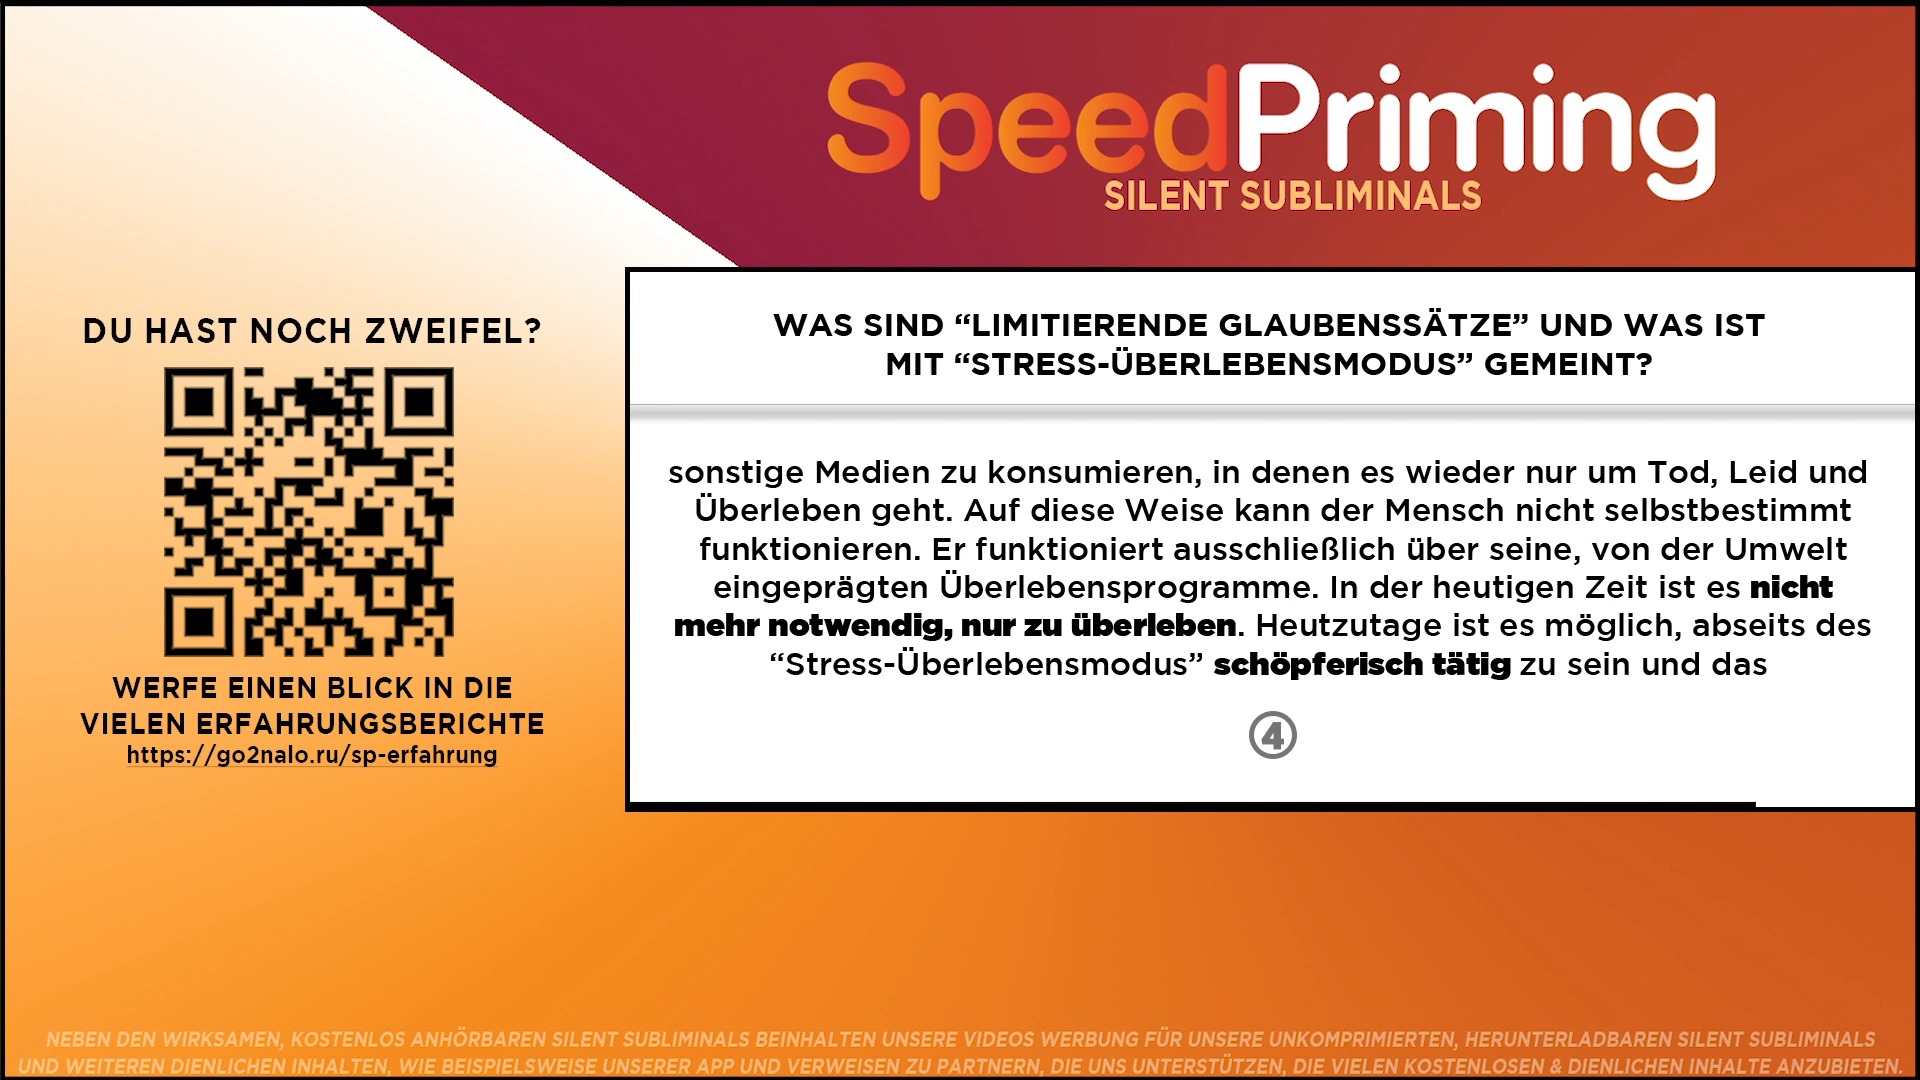 SpeedPriming
SILENT SUBLIMINALS
DU HAST NOCH ZWEIFEL?
WERFE EINEN BLICK IN DIE
VIELEN ERFAHRUNGSBERICHTE
https://go2nalo.ru/sp-erfahrung
WAS SIND “LIMITIERENDE GLAUBENSSÄTZE” UND WAS IST
MIT “STRESS-ÜBERLEBENSMODUS” GEMEINT?
sonstige Medien zu konsumieren, in denen es wieder nur um Tod, Leid und
Überleben geht. Auf diese Weise kann der Mensch nicht selbstbestimmt
funktionieren. Er funktioniert ausschließlich über seine, von der Umwelt
eingeprägten Überlebensprogramme. In der heutigen Zeit ist es nicht
mehr notwendig, nur zu überleben. Heutzutage ist es möglich, abseits des
“Stress-Überlebensmodus” schöpferisch tätig zu sein und das
4
NEBEN DEN WIRKSAMEN, KOSTENLOS ANHÖRBAREN SILENT SUBLIMINALS BEINHALTEN UNSERE VIDEOS WERBUNG FÜR UNSERE UNKOMPRIMIERTEN, HERUNTERLADBAREN SILENT SUBLIMINALS
UND WEITEREN DIENLICHEN INHALTEN, WIE BEISPIELSWEISE UNSERER APP UND VERWEISEN ZU PARTNERN, DIE UNS UNTERSTÜTZEN, DIE VIELEN KOSTENLOSEN & DIENLICHEN INHALTE ANZUBIETEN.